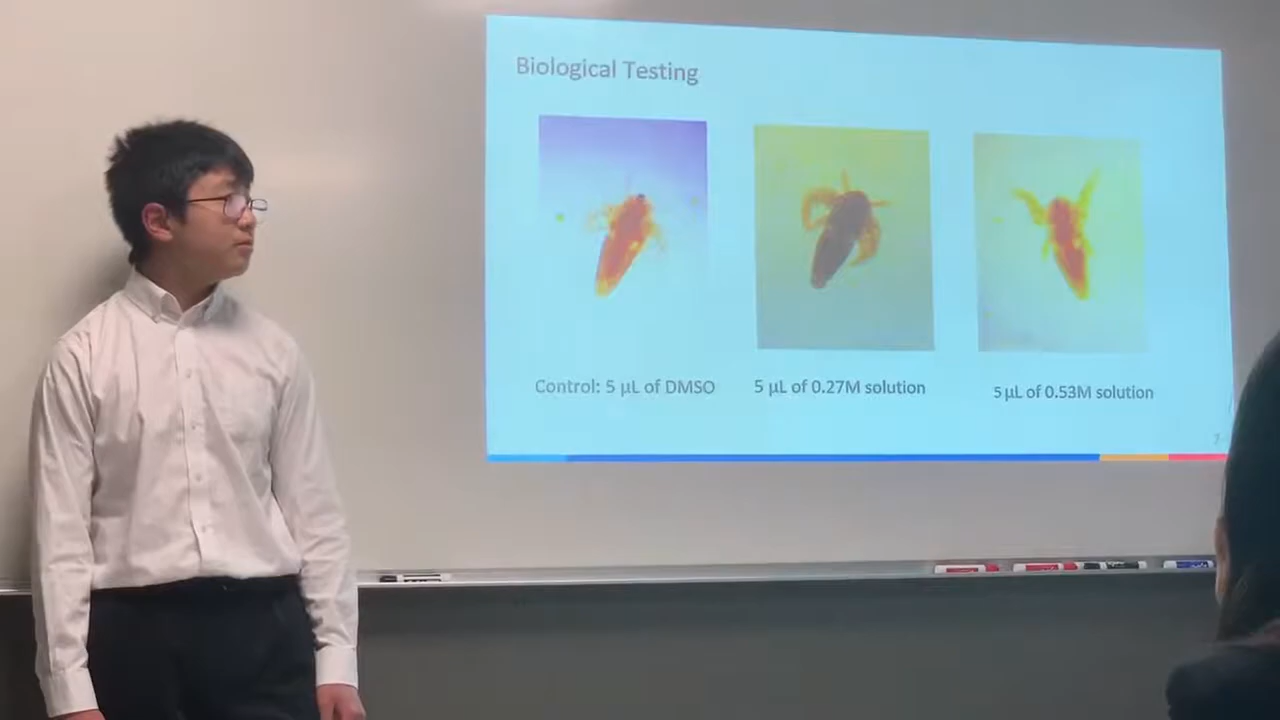 Biological Testing
Control: 5 μL of DMSO
5 μL of 0.27M solution
5 μL of 0.53M solution
7